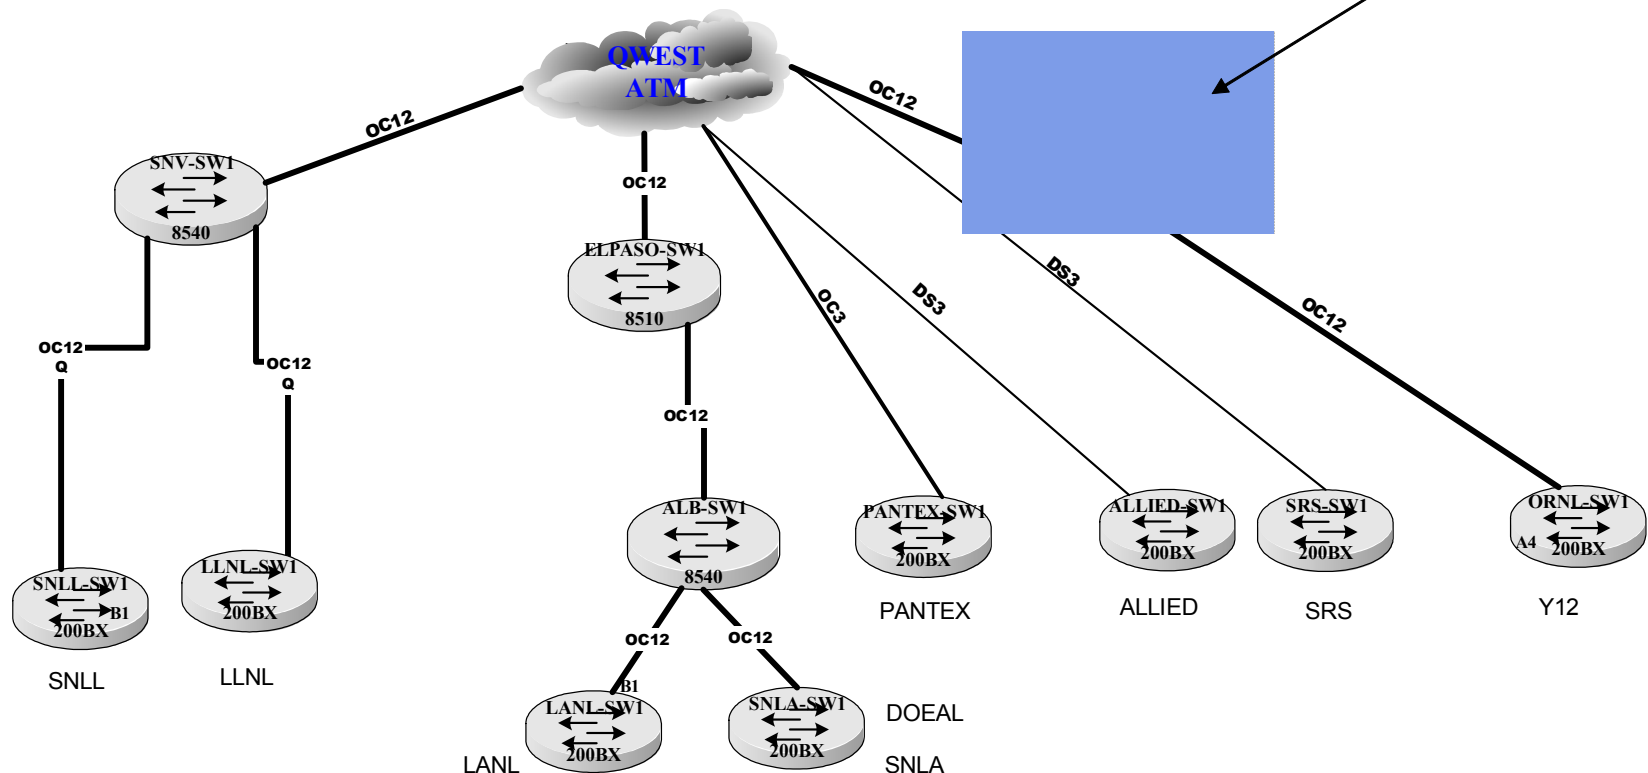 QWEST
ATM
OC12
OC12
SNV-SW1
8540
OC12
ELPASO-SW1
8510
OC3
DS3
DS3
OC12
OC12
Q
OC12
Q
OC12
ALB-SW1
8540
PANTEX-SW1
200BX
PANTEX
ALLIED-SW1
200BX
ALLIED
SRS-SW1
200BX
SRS
ORNL-SW1
A4 200BX
Y12
SNLL-SW1
B1
200BX
SNLL
LLNL-SW1
200BX
LLNL
OC12
OC12
B1
LANL-SW1
200BX
LANL
SNLA-SW1
200BX
DOEAL
SNLA